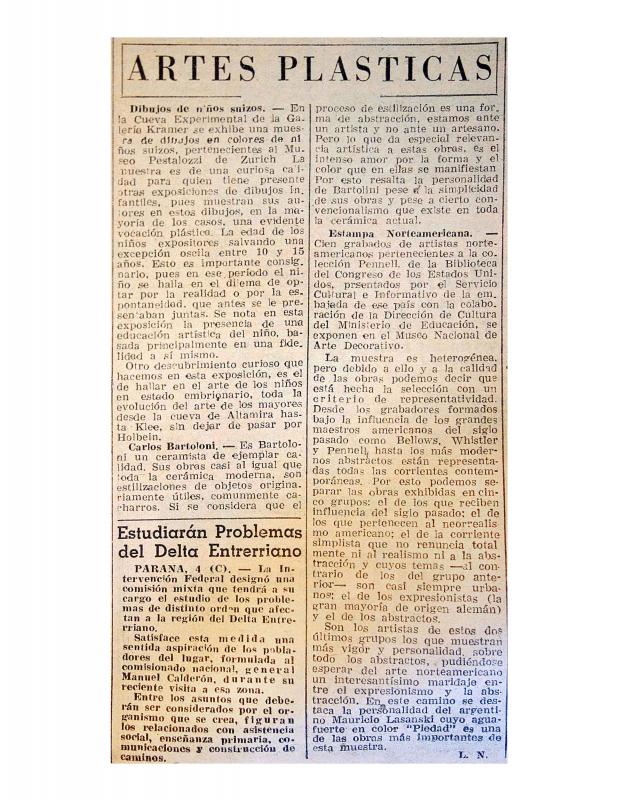 ARTES PLASTICAS
Dibujos de niños suizos. — En
la Cueva Experimental de la Ga-
lería Kramer se exhibe una mues-
ra de dibujos en colores de ni
ños suizos, pertenecientes al Mu-
seo Pestalozzi de Zurich La
muestra es de una curiosa cali-
dad para quien tiene presente
otras exposiciones de dibujos in-
fantiles, pues muestran sus au-
tores en estos dibujos, en la ma-
yoría de los casos, una evidente
vocación plástica. La edad de los
niños expositores salvando una
excepción oscila entre 10 y 15
años. Esto es importante consig-
narlo, pues en ese período el ni-
ño se halla en el dilema de op-
tar por la realidad o por la es-
pontaneidad, que antes se le pre-
sentaban juntas. Se nota en esta
exposición la presencia de una
educación artística del niño, ba-
sada principalmente en una fide-
lidad a sí mismo.
Otro descubrimiento curioso que
hacemos en esta exposición, es el
de hallar en el arte de los niños
en estado embrionario, toda la
evolución del arte de los mayores
desde la cueva de Altamira has-
ta Klee, sin dejar de pasar por
Holbein.
Carlos Bartoloni. — Es Bartolo-
ni un ceramista de ejemplar ca-
lidad. Sus obras casi al igual que
toda la cerámica moderna, son
estilizaciones de objetos origina-
riamente útiles, comunmente ca-
charros. Si se considera que el
proceso de estilización es una for-
ma de abstracción, estamos ante
un artista y no ante un artesano.
Pero lo que da especial relevan-
cia artística a estas obras, es el
intenso amor por la forma y el
color que en ellas se manifiestan
Por esto resalta la personalidad
de Bartolini pese a la simplicidad
de sus obras y pese a cierto con-
vencionalismo que existe en toda
la cerámica actual.
Estampa Norteamericana. —
Cien grabados de artistas norte-
americanos pertenecientes a la co-
lección Pennell, de la Biblioteca
del Congreso de los Estados Uni-
dos, prsentados por el Servicio
Cultural e Informativo de la em-
bajada de ese país con la colabo-
ración de la Dirección de Cultura
del Ministerio de Educación, se
exponen en el Museo Nacional de
Arte Decorativo.
La muestra es heterogénea,
pero debido a ello y a la calidad
de las obras podemos decir que
está hecha la selección con un
criterio de representatividad.
Desde los grabadores formados
bajo la influencia de los grandes
maestros americanos del siglo
pasado como Bellows, Whistler
y Pennell, hasta los más moder-
nos abstractos están representa-
das todas las corrientes contem-
poráneas. Por esto podemos se-
parar las obras exhibidas en cin-
co grupos: el de los que reciben
influencia del siglo pasado; el de
los que pertenecen al neorrealis-
mo americano; el de la corriente
simplista que no renuncia total
mente ni al realismo ni a la abs-
tracción y cuyos temas —al con-
trario de los del grupo ante-
rior— son casi siempre urba-
nos; el de los expresionistas (la
gran mayoría de origen alemán)
y el de los abstractos.
Son los artistas de estos dos
últimos grupos los que muestran
más vigor y personalidad, sobre
todo los abstractos, pudiéndose
esperar del arte norteamericano
un interesantísimo maridaje en-
tre el expresionismo y la abs-
tracción. En este camino se des-
taca la personalidad del argenti-
no Mauricio Lasanski cuyo agua-
fuerte en color "Piedad" es una
de las obras más importantes de
esta muestra.
L. N.
Estudiarán Problemas
del Delta Entrerriano
PARANA, 4 (C). — La In-
tervención Federal designó una
comisión mixta que tendrá a su
cargo el estudio de los proble-
mas de distinto orden que afec-
tan a la región del Delta Entre-
rriano.
Satisface esta medida una
sentida aspiración de los pobla-
dores del lugar, formulada al
comisionado nacional, general
Manuel Calderón, durante su
reciente visita a esa zona.
Entre los asuntos que debe-
rán ser considerados por el or-
ganismo que se crea, figuran
los relacionados con asistencia
social, enseñanza primaria, co-
municaciones y construcción de
caminos.